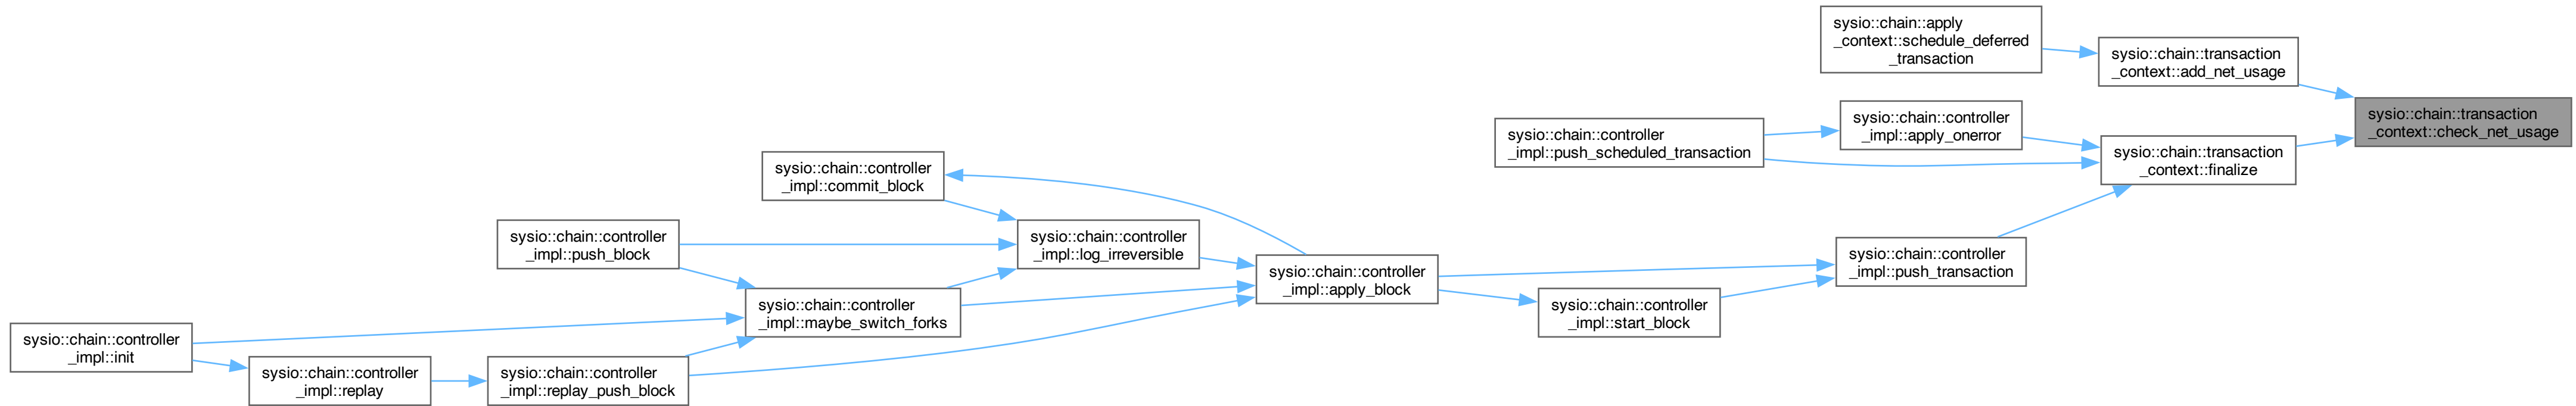 sysio::chain::apply
_context::schedule_deferred
_transaction
sysio::chain::transaction
_context::add_net_usage
sysio::chain::transaction
_context::check_net_usage
sysio::chain::controller
_impl::apply_onerror
sysio::chain::controller
_impl::push_scheduled_transaction
sysio::chain::transaction
_context::finalize
sysio::chain::controller
_impl::commit_block
sysio::chain::controller
_impl::push_block
sysio::chain::controller
_impl::log_irreversible
sysio::chain::controller
_impl::apply_block
sysio::chain::controller
_impl::push_transaction
sysio::chain::controller
_impl::maybe_switch_forks
sysio::chain::controller
_impl::start_block
sysio::chain::controller
_impl::init
sysio::chain::controller
_impl::replay
sysio::chain::controller
_impl::replay_push_block